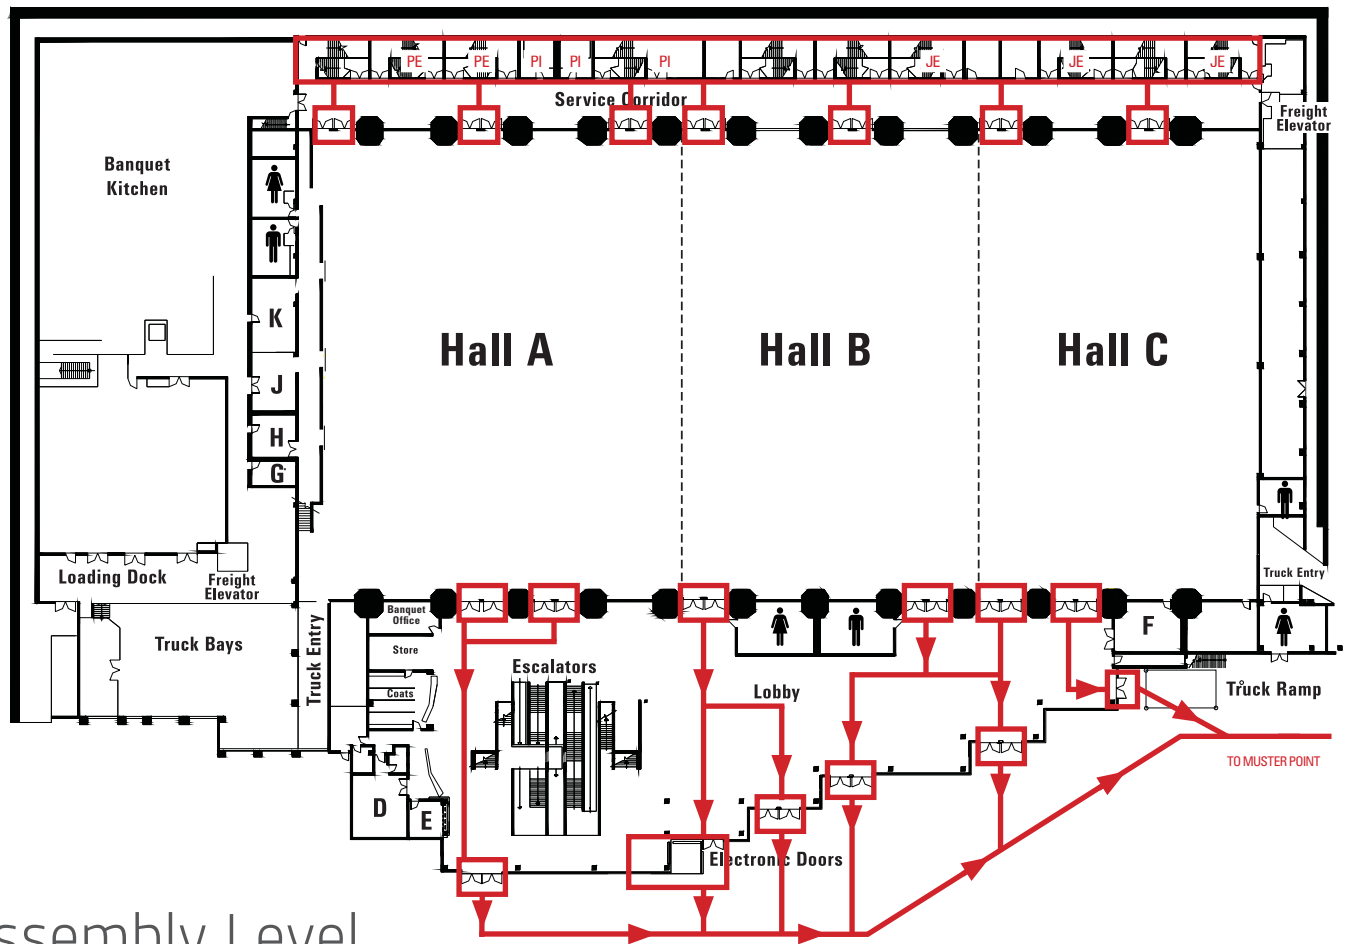 PE PE PI PI PI JE JE JE
Service Corridor
Freight
Elevator
Banquet
Kitchen
K
Hall A Hall B Hall C
J
H
G
Loading Dock
Freight
Elevator
Truck Entry
Banquet
Office
Truck Bays
Truck Entry
Store
F
Escalators
Coats
Lobby
Truck Ramp
TO MUSTER POINT
D
E
Electronic Doors
ssembly Level